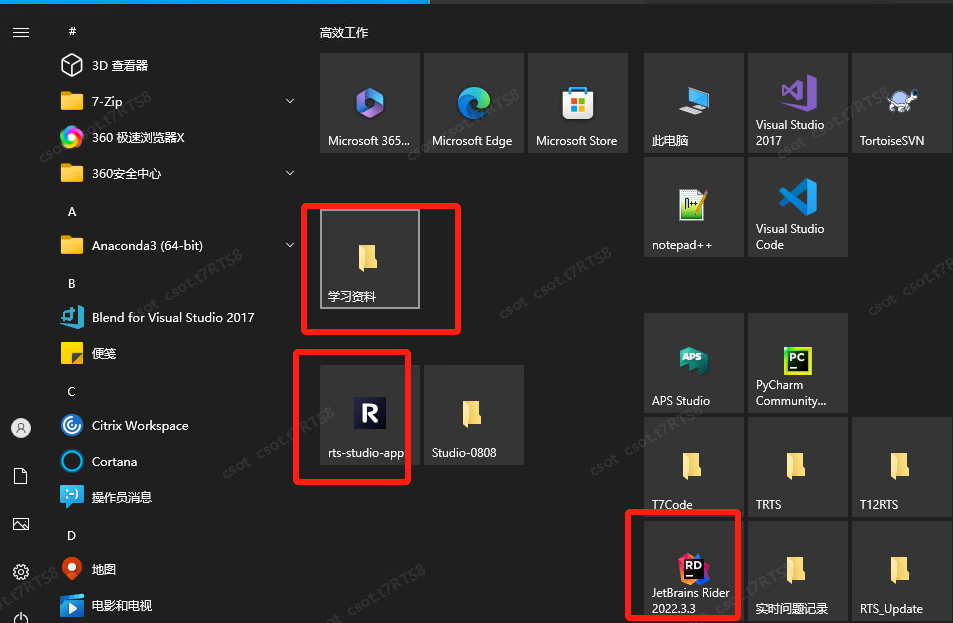 #
3D 查看器
7-Zip
360 极速浏览器X
360安全中心
A
Anaconda3 (64-bit)
B
Blend for Visual Studio 2017
便笺
C
Citrix Workspace
Cortana
操作员消息
D
地图
电影和电视
高效工作
Microsoft 365...
Microsoft Edge
Microsoft Store
学习资料
R
rts-studio-app
Studio-0808
此电脑
Visual Studio
2017
TortoiseSVN
N++
notepad++
Visual Studio
Code
APS
APS Studio
PC
PyCharm
Community...
T7Code
TRTS
T12RTS
RD
JetBrains Rider
2022.3.3
实时问题记录
RTS_Update
csot csot.t7RTS8